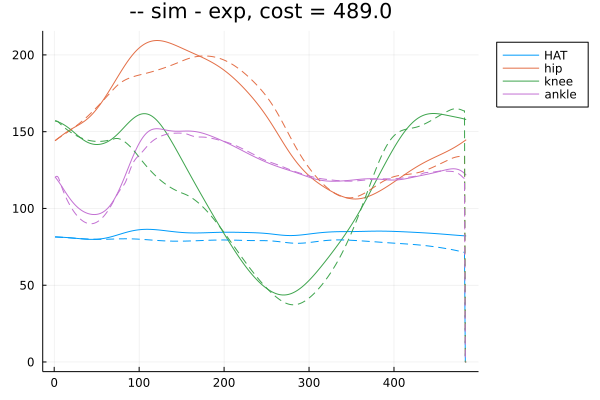 -- sim - exp, cost = 489.0
HAT
hip
knee
ankle
200
150
100
50
0
0 100 200 300 400